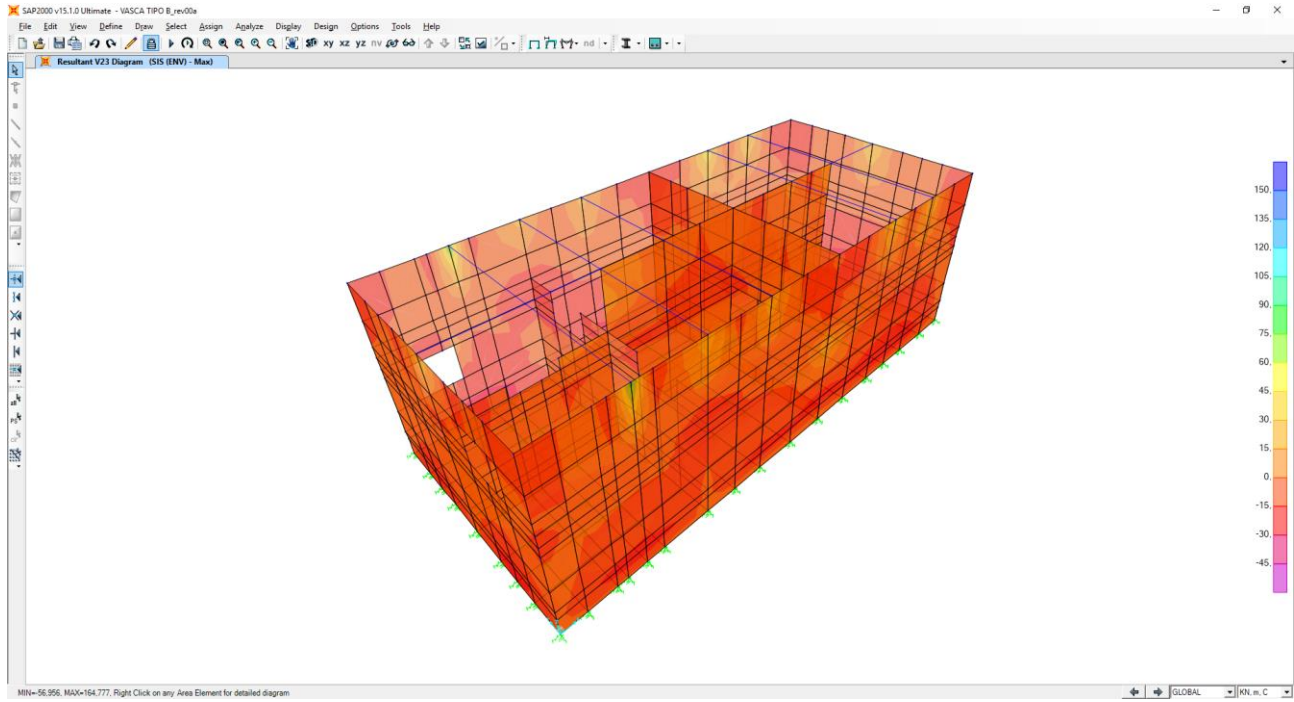 SAP2000 v15.1.0 Ultimate - VASCA TIPO B_rev00a
File Edit View Define Draw Select Assign Analyze Display Design Options Tools Help
xy xz yz nv nd
Resultant V23 Diagram (SIS (ENV) - Max)
150,
135,
120,
105,
90,
75,
60,
45,
30,
15,
0,
-15,
-30,
-45,
MIN=-56,956, MAX=164,777, Right Click on any Area Element for detailed diagram
GLOBAL
KN, m, C